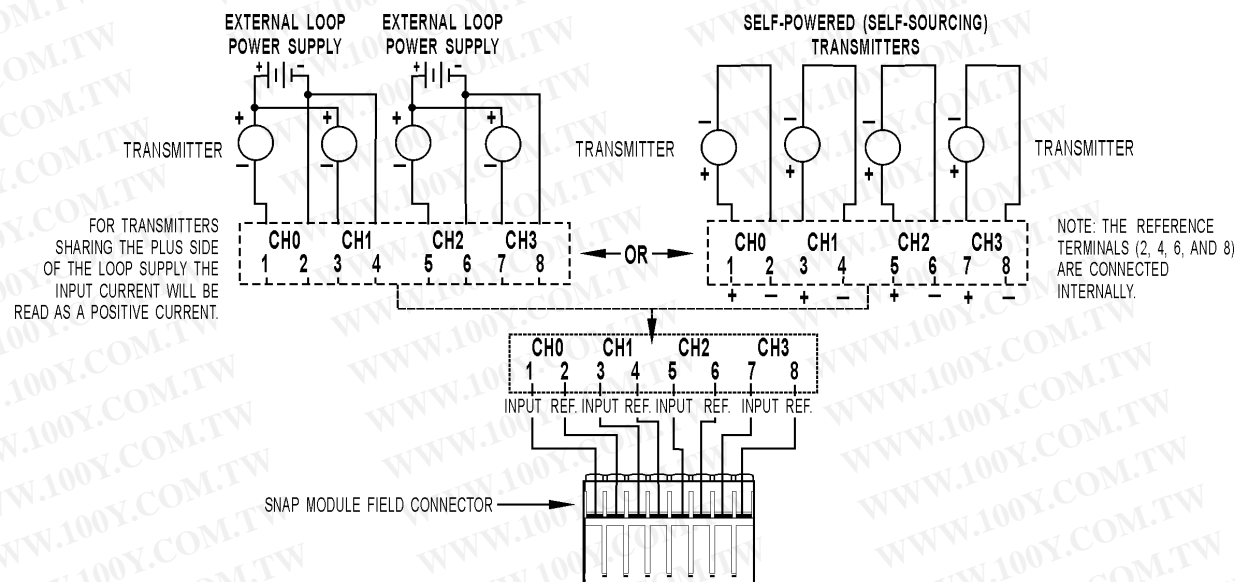 EXTERNAL LOOP
POWER SUPPLY
EXTERNAL LOOP
POWER SUPPLY
SELF-POWERED (SELF-SOURCING)
TRANSMITTERS
+ −
+ −
+
+
+
+
−
−
−
−
TRANSMITTER
TRANSMITTER
− − − −
+ + + +
TRANSMITTER
FOR TRANSMITTERS
SHARING THE PLUS SIDE
OF THE LOOP SUPPLY THE
INPUT CURRENT WILL BE
READ AS A POSITIVE CURRENT.
CH0 CH1 CH2 CH3
1 2 3 4 5 6 7 8
OR
CH0 CH1 CH2 CH3
1 2 3 4 5 6 7 8
+ − + − + − + −
NOTE: THE REFERENCE
TERMINALS (2, 4, 6, AND 8)
ARE CONNECTED
INTERNALLY.
CH0 CH1 CH2 CH3
1 2 3 4 5 6 7 8
INPUT REF. INPUT REF. INPUT REF. INPUT REF.
SNAP MODULE FIELD CONNECTOR
WWW.100Y.COM.TW